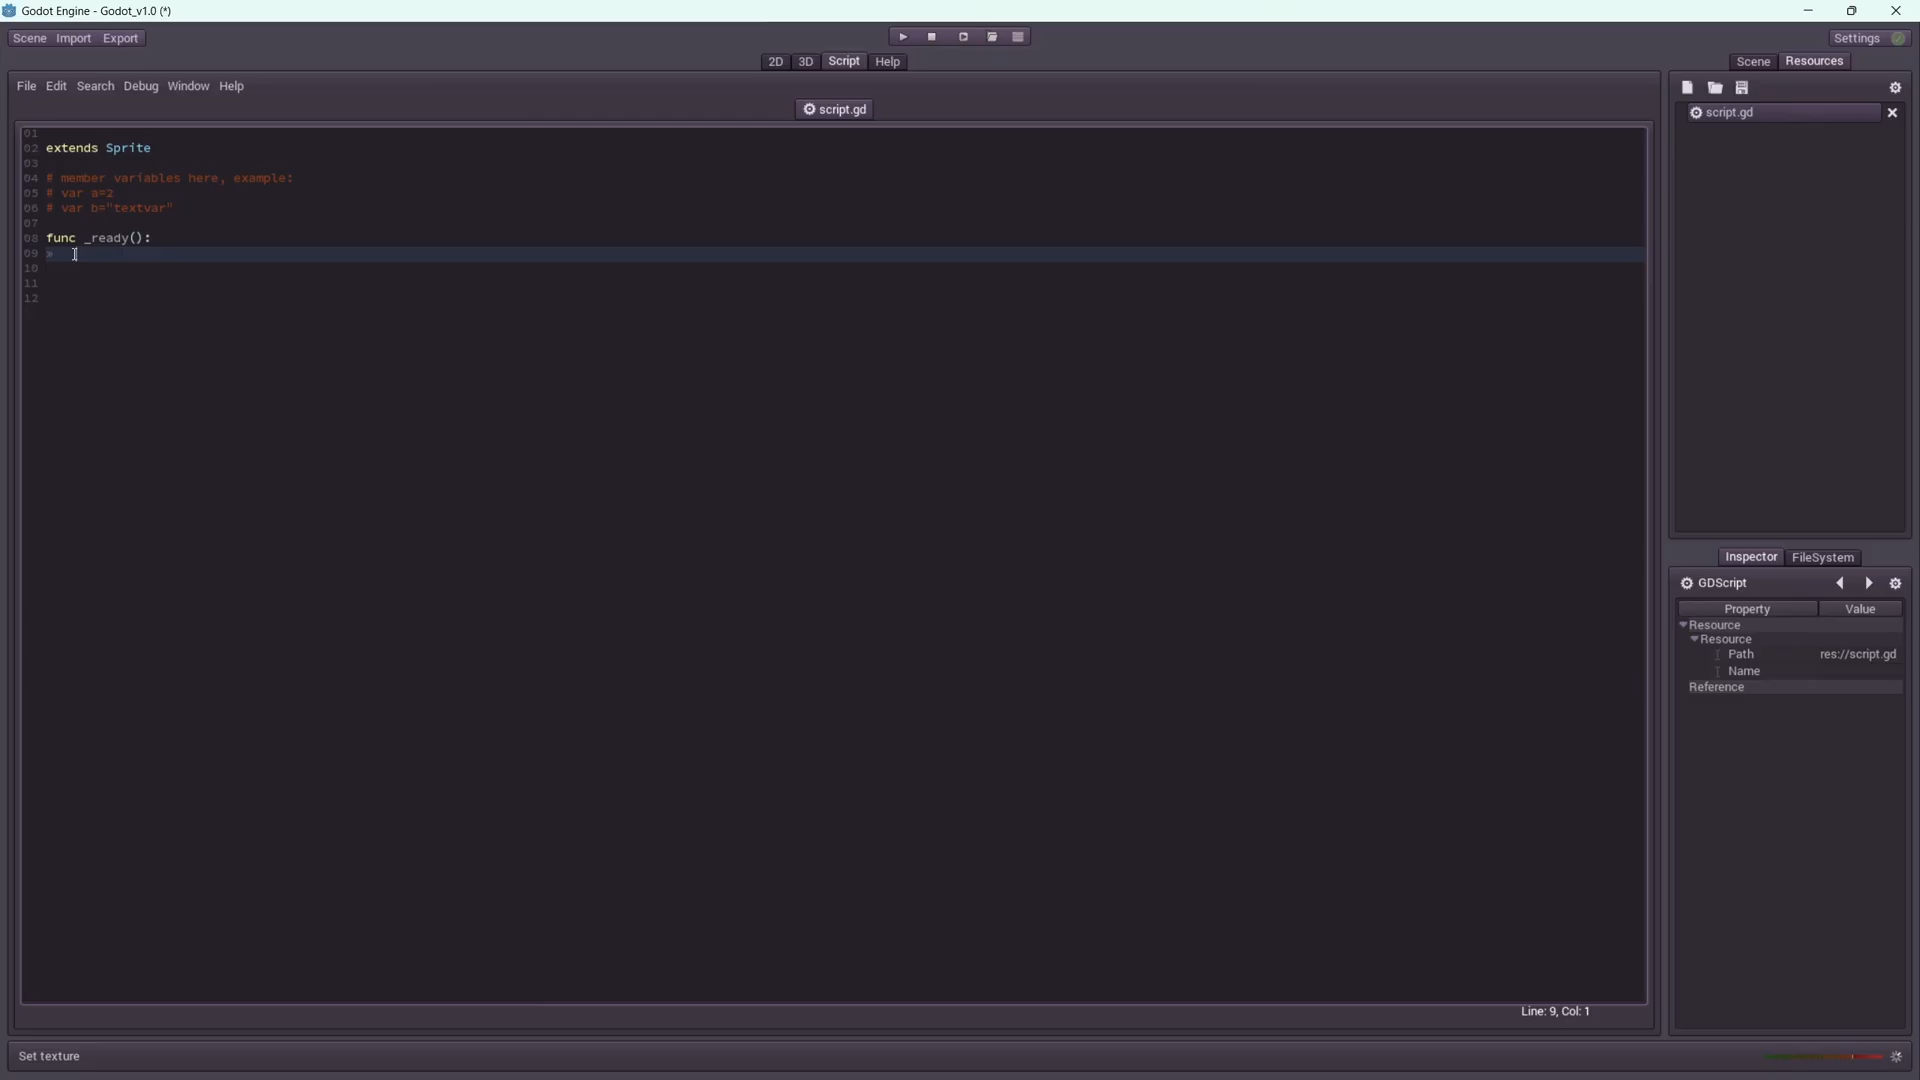 Godot Engine - Godot_v1.0 (*)
Scene Import Export
Settings
2D 3D Script Help
Scene Resources
File Edit Search Debug Window Help
script.gd
script.gd
01
02 extends Sprite
03
04 # member variables here, example:
05 # var a=2
06 # var b="textvar"
07
08 func _ready():
09 »
10
11
12
Inspector FileSystem
GDScript
Property Value
Resource
Resource
Path res://script.gd
Name
Reference
Line: 9, Col: 1
Set texture